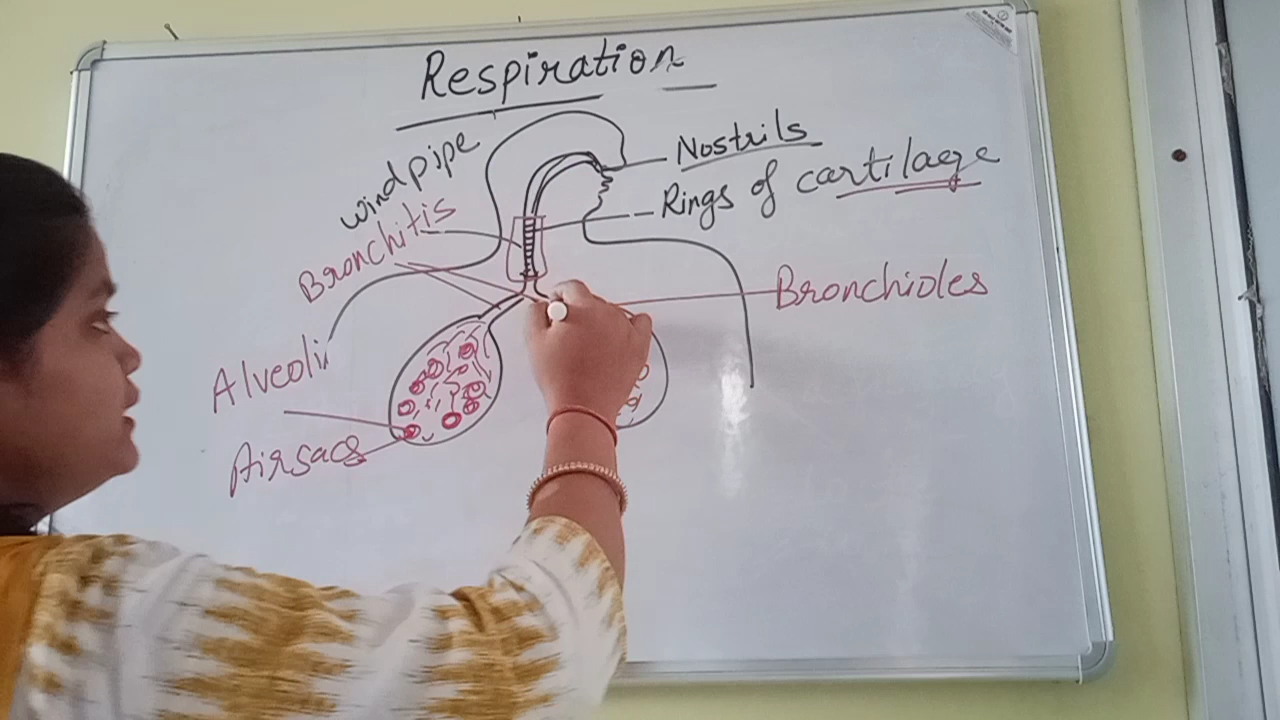 Respiration
Nostrils
windpipe
Rings of cartilage
Bronchitis
Bronchioles
Alveoli
Airsacs